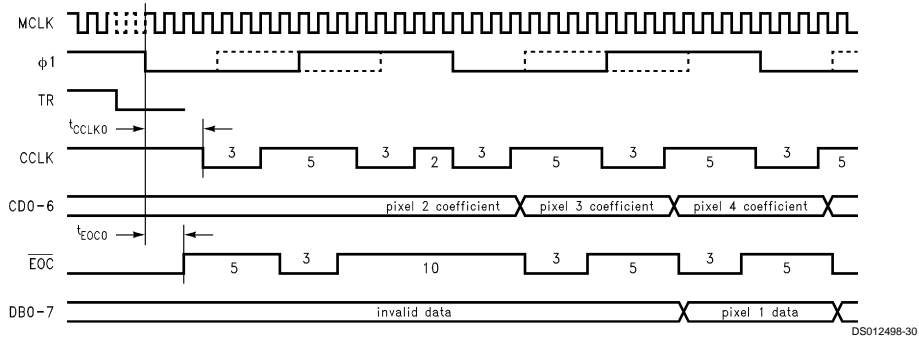 MCLK
ϕ1
TR
tCCLK0
CCLK 3 5 3 2 3 5 3 5 3 5
CD0-6 pixel 2 coefficient pixel 3 coefficient pixel 4 coefficient
tEOC0
EOC 5 3 10 3 5 3 5
DB0-7 invalid data pixel 1 data
DS012498-30